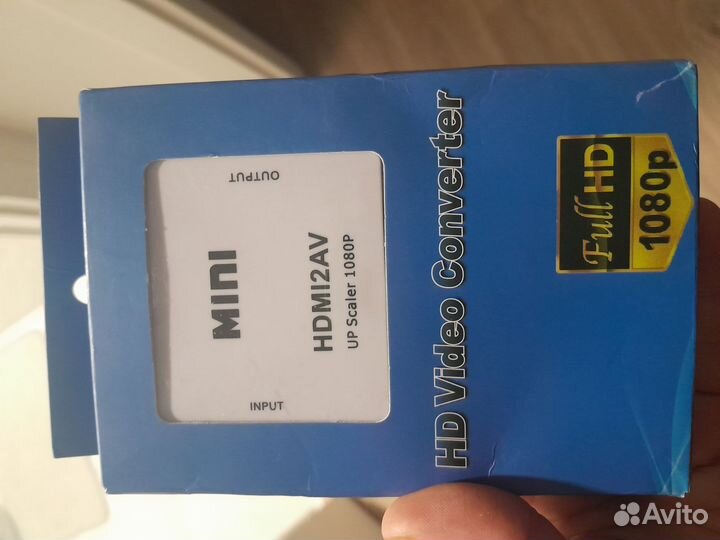 OUTPUT
MINI
HDMI2AV
UP Scaler 1080P
INPUT
HD Video Converter
Full HD
1080p
Avito